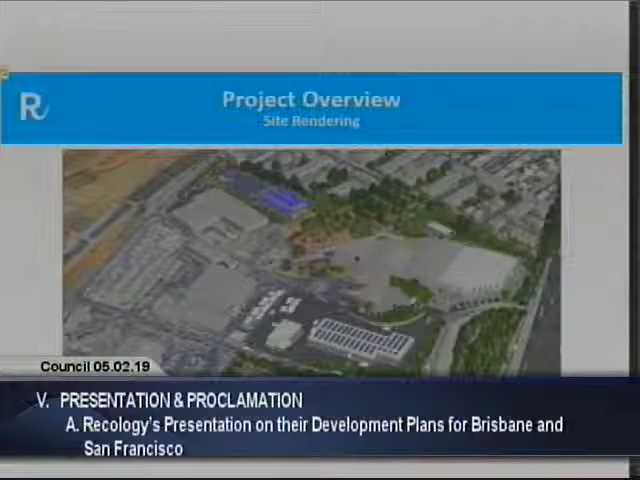 R
Project Overview
Site Rendering
Council 05.02.19
V. PRESENTATION & PROCLAMATION
A. Recology's Presentation on their Development Plans for Brisbane and
San Francisco